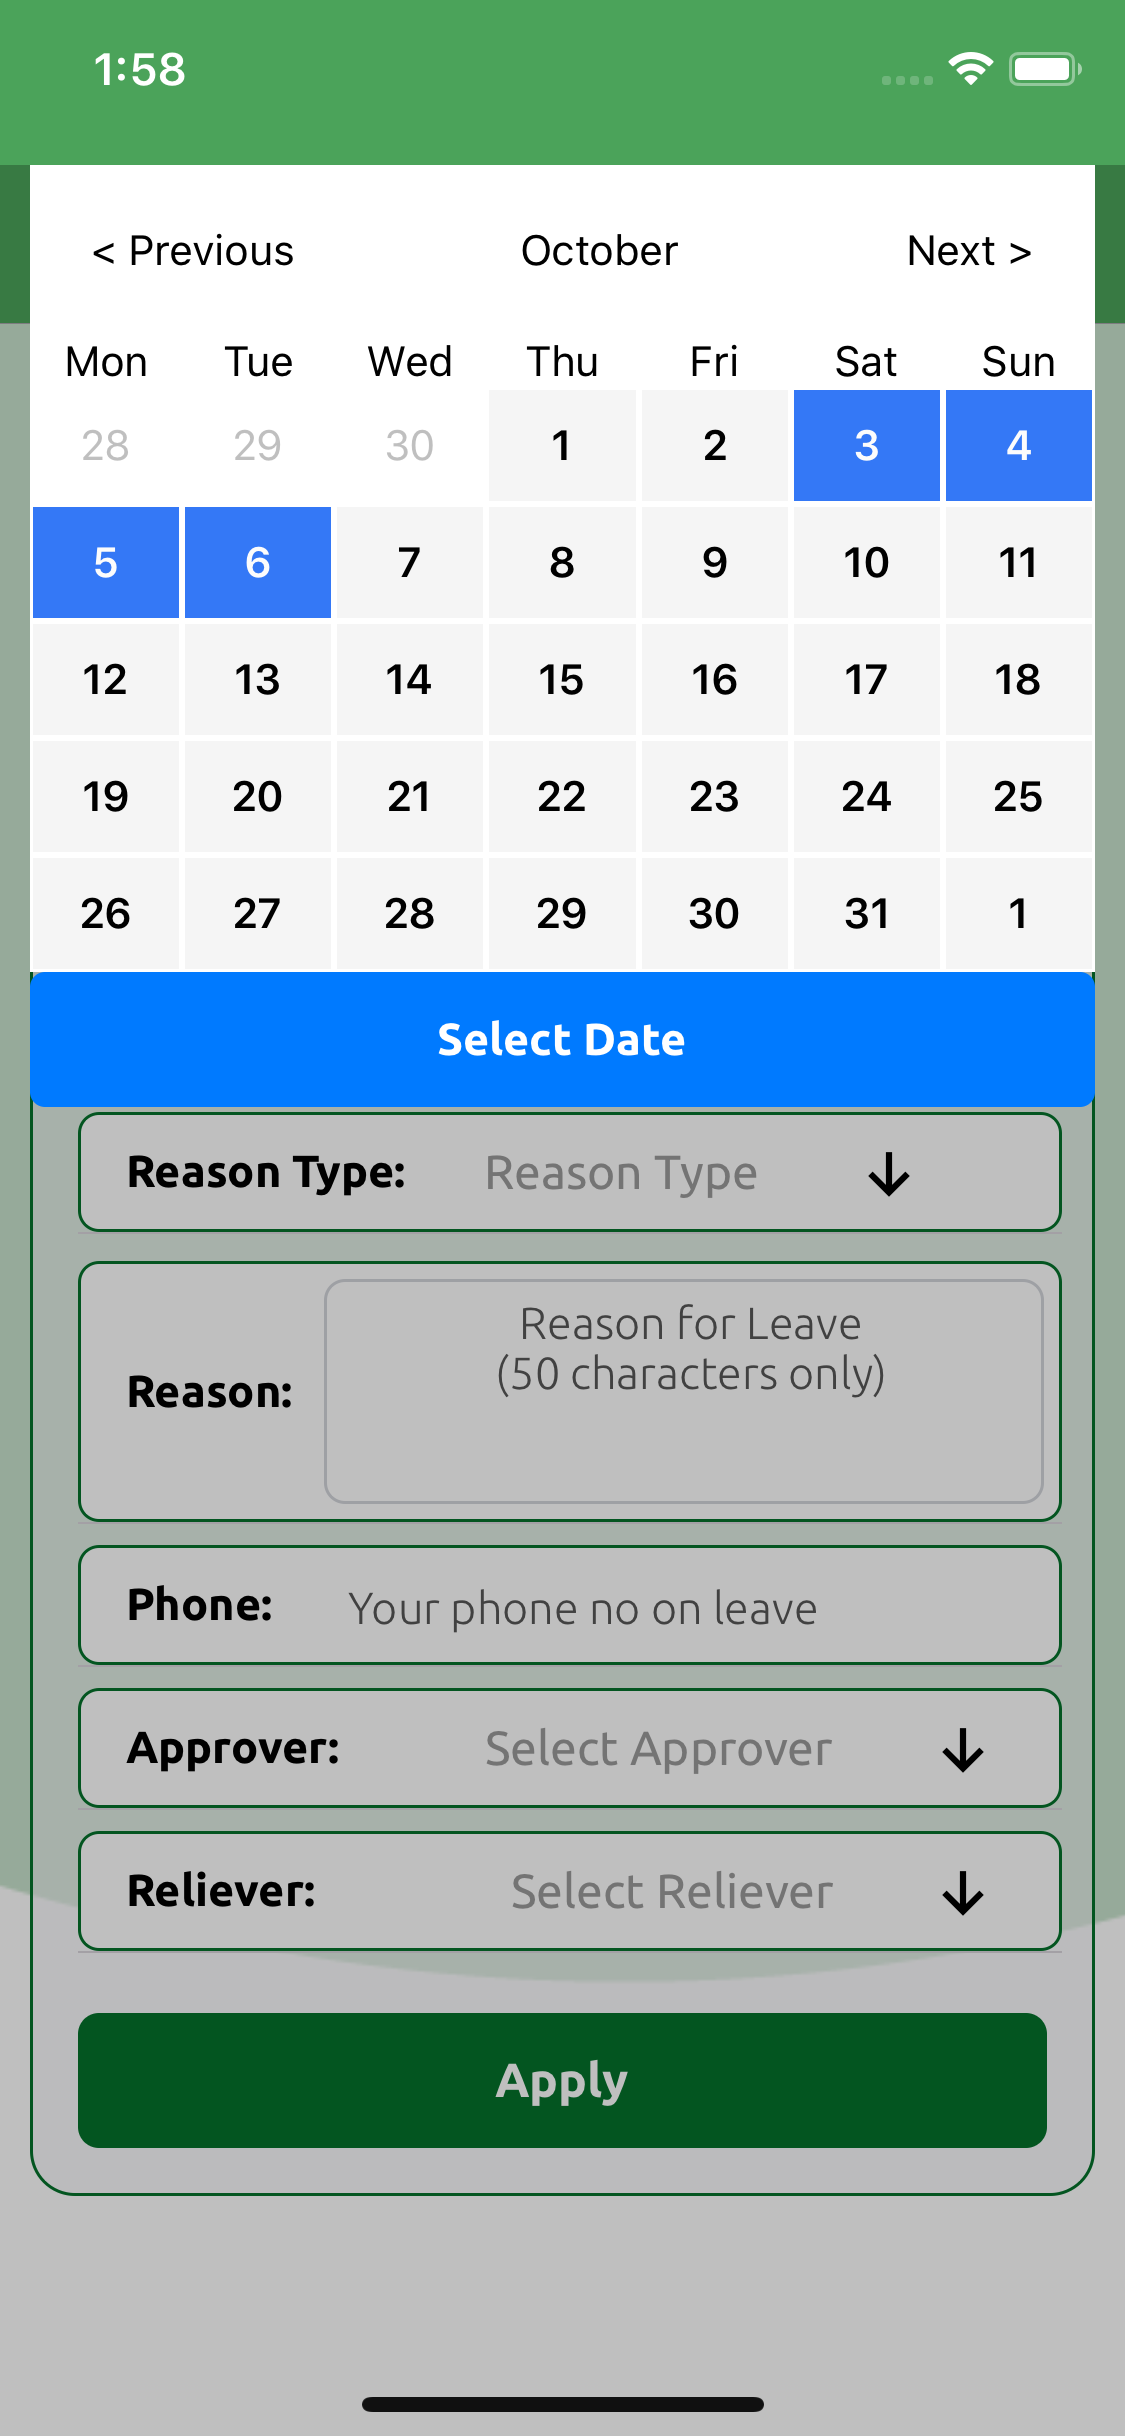 1:58
< Previous October Next >
Mon Tue Wed Thu Fri Sat Sun
28 29 30 1 2 3 4
5 6 7 8 9 10 11
12 13 14 15 16 17 18
19 20 21 22 23 24 25
26 27 28 29 30 31 1
Select Date
Reason Type: Reason Type
Reason for Leave
(50 characters only)
Reason:
Phone: Your phone no on leave
Approver: Select Approver
Reliever: Select Reliever
Apply